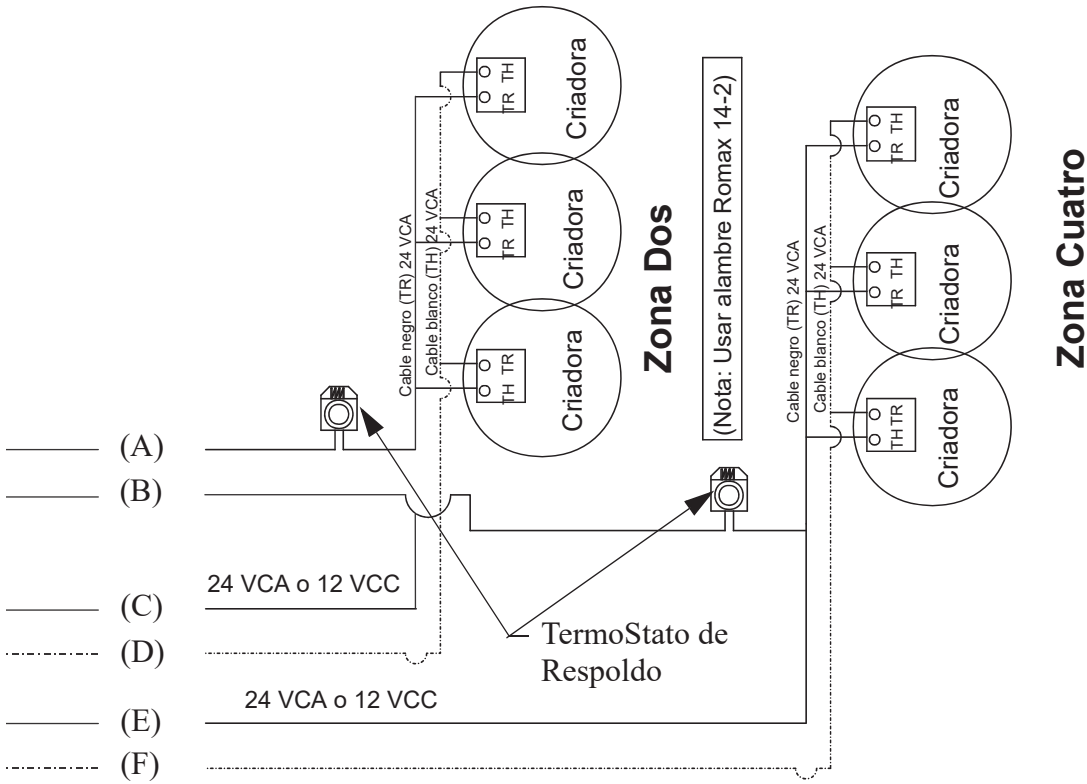 TH
TR
Criadora
TH
TR
Criadora
TR
TH
Criadora
Cable negro (TR) 24 VCA
Cable blanco (TH) 24 VCA
Zona Dos
(Nota: Usar alambre Romax 14-2)
TH
TR
Criadora
TH
TR
Criadora
TR
TH
Criadora
Cable negro (TR) 24 VCA
Cable blanco (TH) 24 VCA
Zona Cuatro
(A)
(B)
24 VCA o 12 VCC
(C)
(D)
TermoStato de
Respoldo
24 VCA o 12 VCC
(E)
(F)